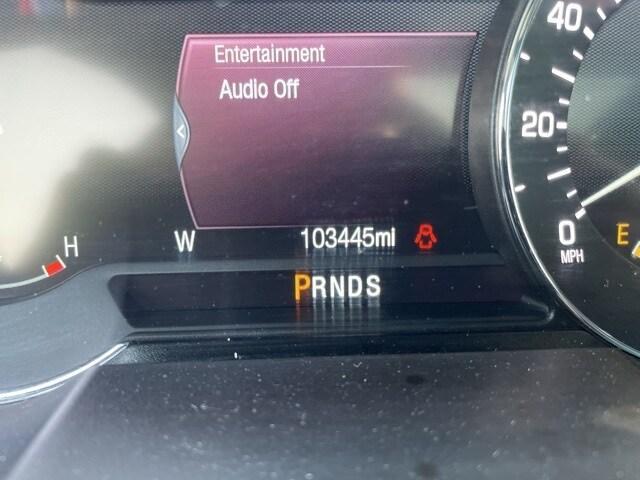 Entertainment
Audio Off
40
20
0
MPH
E
H
W 103445mi
PRNDS